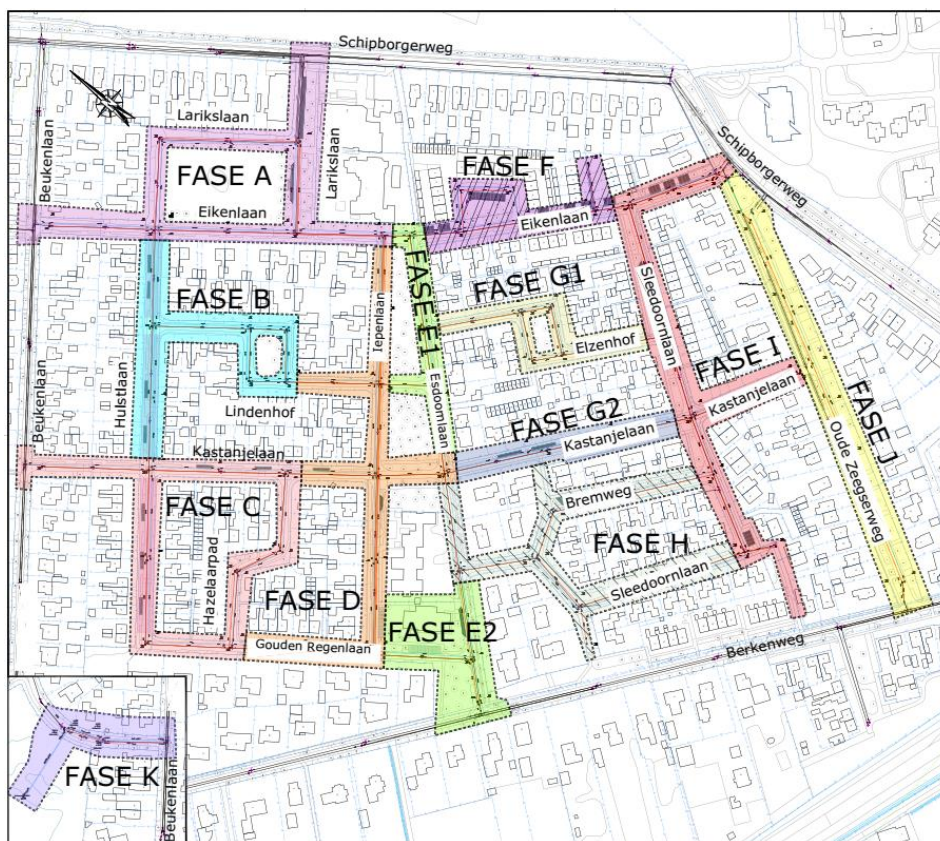 Schipborgerweg
Larikslaan
Beukenlaan
FASE A
Larikslaan
FASE F
Schipborgerweg
Eikenlaan
Eikenlaan
FASE B
Iepenlaan
FASE E1
FASE G1
Sleedoornlaan
Elzenhof
FASE I
Beukenlaan
Hulstlaan
Lindenhof
Esdoornlaan
FASE G2
Kastanjelaan
Kastanjelaan
FASE J
Kastanjelaan
Oude Zeegserweg
FASE C
Bremweg
FASE H
Hazelaarpad
FASE D
Sleedoornlaan
FASE E2
Gouden Regenlaan
Berkenweg
FASE K
Beukenlaan